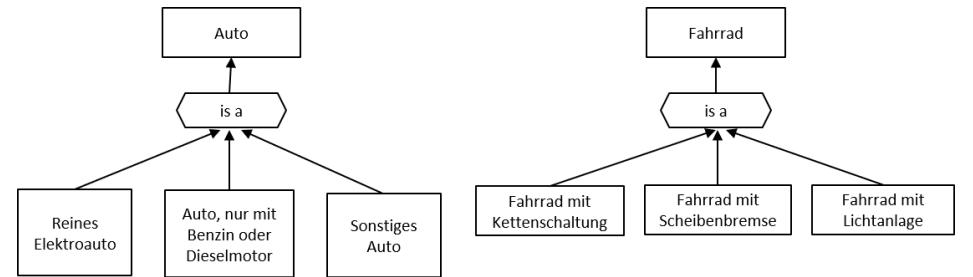 Auto
is a
Reines
Elektroauto
Auto, nur mit
Benzin oder
Dieselmotor
Sonstiges
Auto
Fahrrad
is a
Fahrrad mit
Kettenschaltung
Fahrrad mit
Scheibenbremse
Fahrrad mit
Lichtanlage